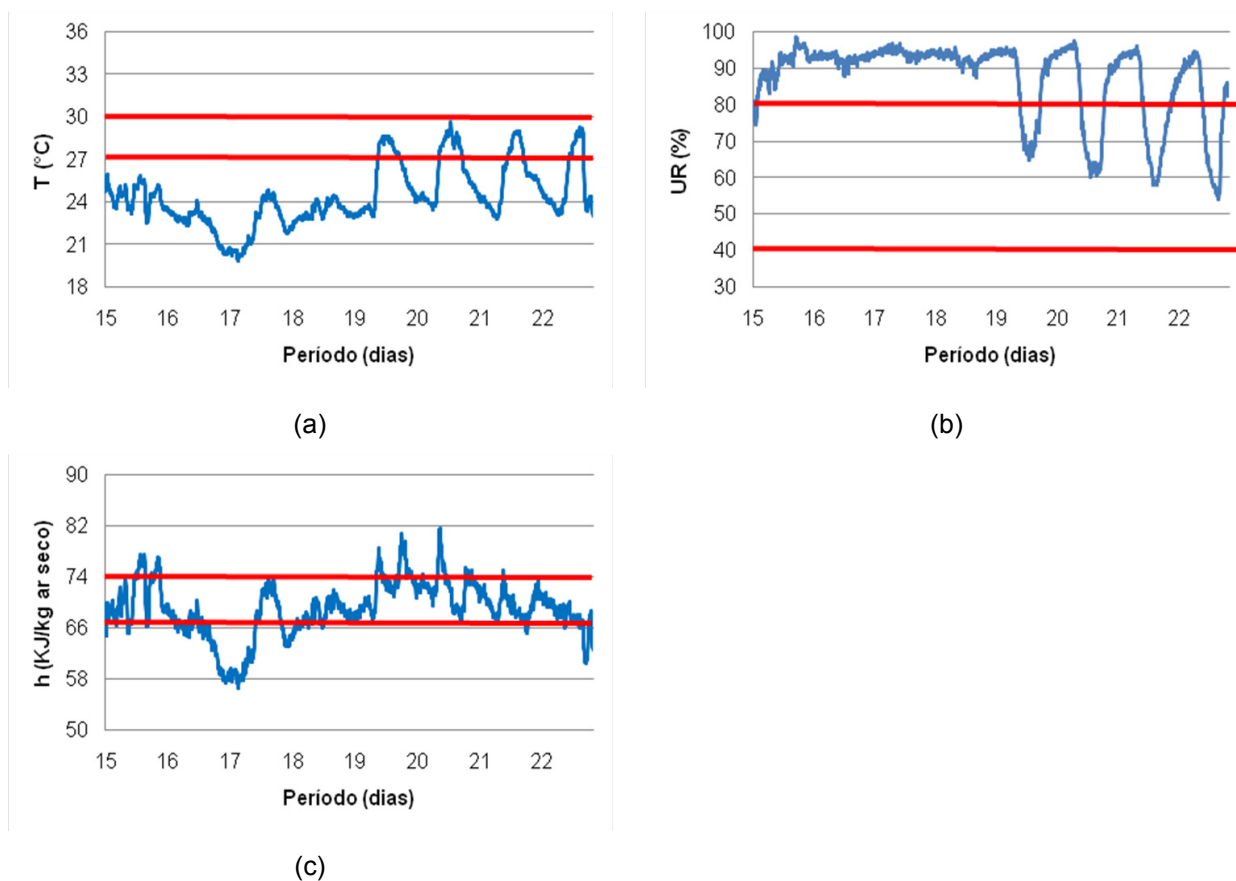 36
33
30
27
24
21
18
T (°C)
15 16 17 18 19 20 21 22
Período (dias)
(a)
100
90
80
70
60
50
40
30
UR (%)
15 16 17 18 19 20 21 22
Período (dias)
(b)
90
82
74
66
58
50
h (KJ/kg ar seco)
15 16 17 18 19 20 21 22
Período (dias)
(c)